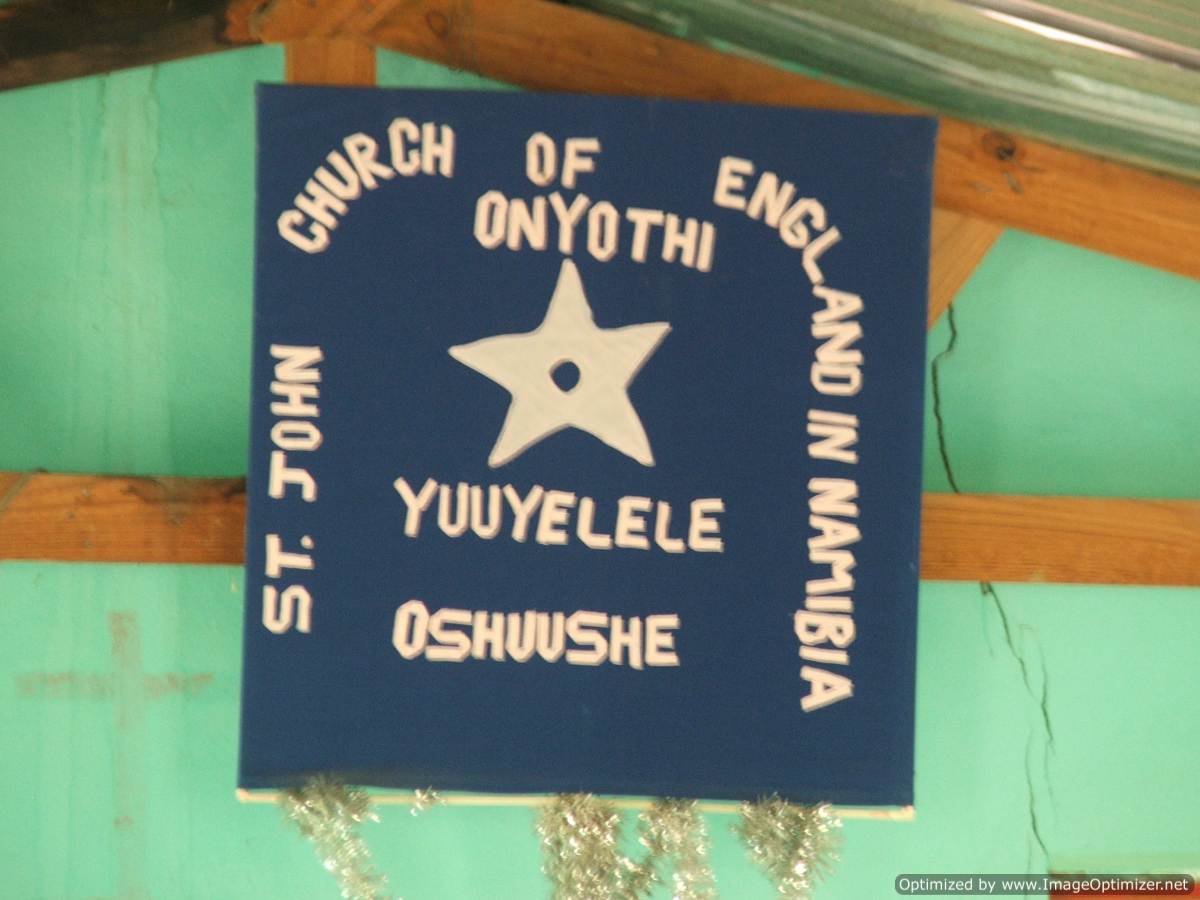 CHURCH OF ENGLAND IN NAMIBIA
ONYOTHI
ST. JOHN
YUUYELELE
OSHUUSHE
Optimized by www.ImageOptimizer.net